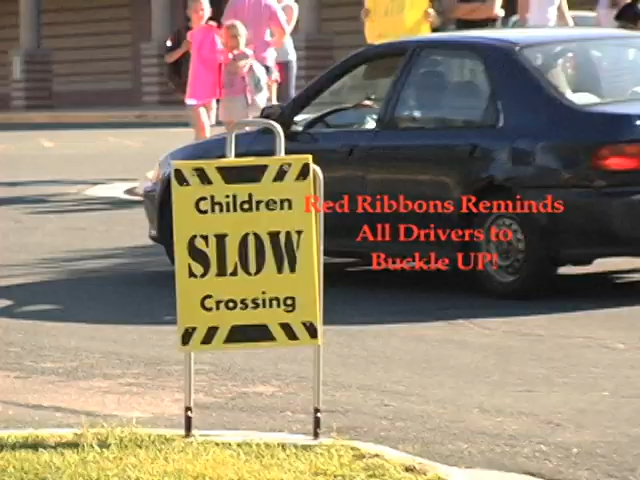 Children
SLOW
Crossing
Red Ribbons Reminds
All Drivers to
Buckle UP!